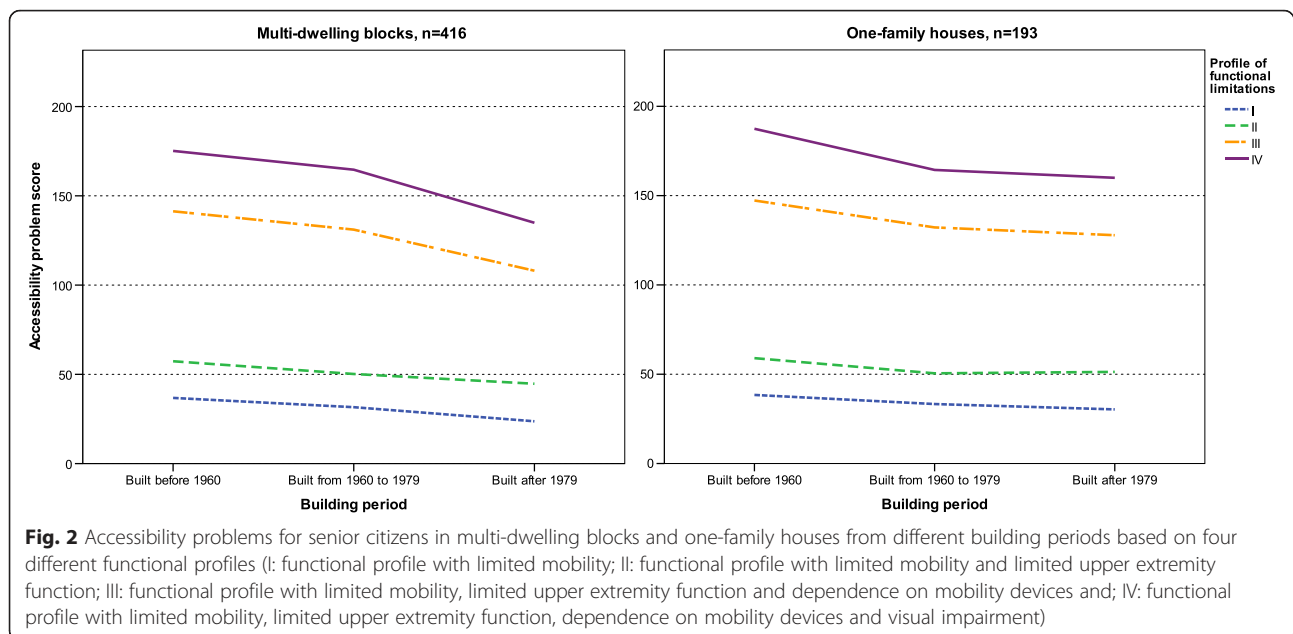 Multi-dwelling blocks, n=416
One-family houses, n=193
Profile of
functional
limitations
I
II
III
IV
Accessibility problem score
200
150
100
50
0
200
150
100
50
0
Built before 1960
Built from 1960 to 1979
Built after 1979
Built before 1960
Built from 1960 to 1979
Built after 1979
Building period
Building period
Fig. 2 Accessibility problems for senior citizens in multi-dwelling blocks and one-family houses from different building periods based on four
different functional profiles (I: functional profile with limited mobility; II: functional profile with limited mobility and limited upper extremity
function; III: functional profile with limited mobility, limited upper extremity function and dependence on mobility devices and; IV: functional
profile with limited mobility, limited upper extremity function, dependence on mobility devices and visual impairment)